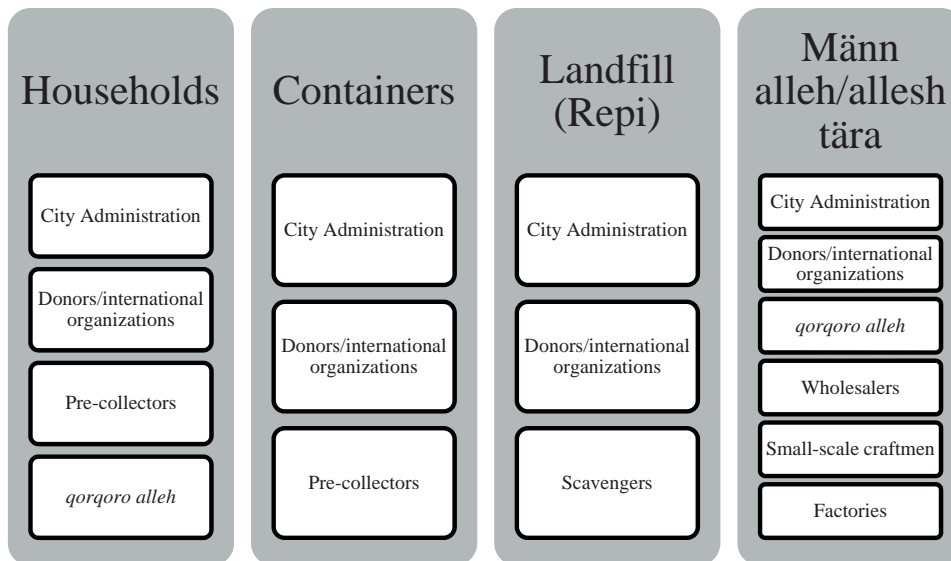 Households
City Administration
Donors/international
organizations
Pre-collectors
qorqoro alleh
Containers
City Administration
Donors/international
organizations
Pre-collectors
Landfill
(Repi)
City Administration
Donors/international
organizations
Scavengers
Männ
alleh/allesh
tära
City Administration
Donors/international
organizations
qorqoro alleh
Wholesalers
Small-scale craftmen
Factories